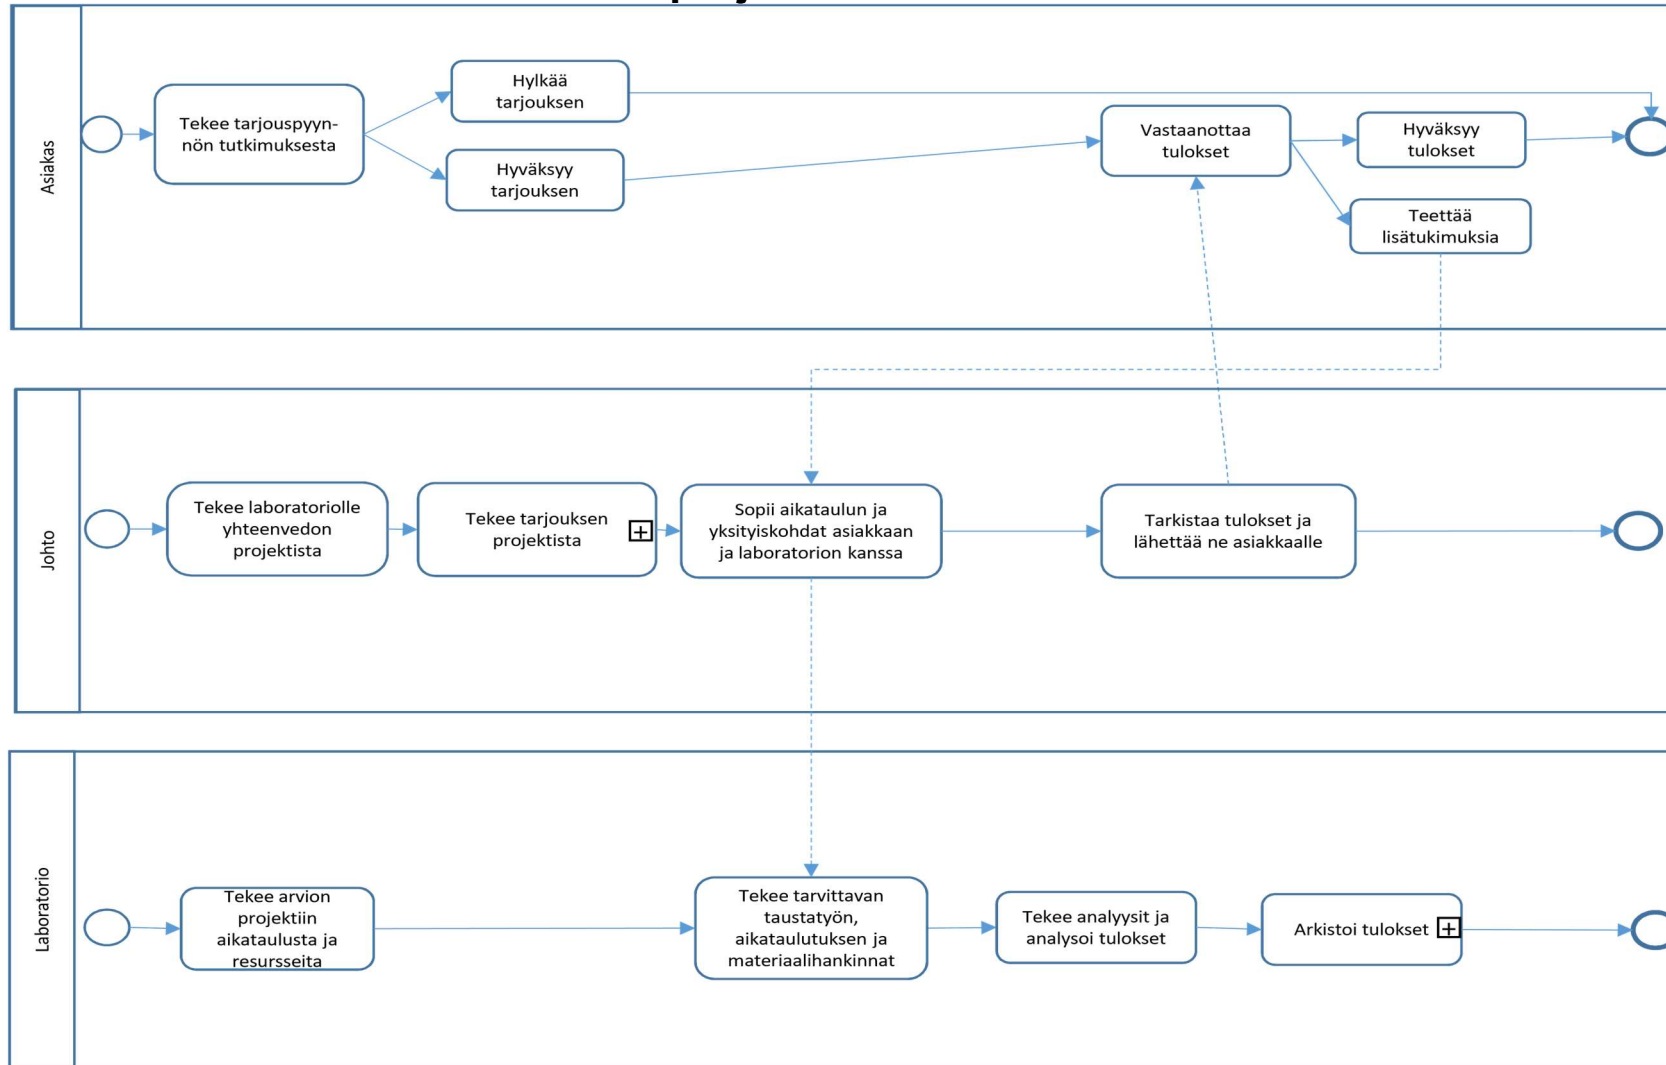 Asiakas
Tekee tarjouspyyn-
nön tutkimuksesta
Hylkää
tarjouksen
Hyväksyy
tarjouksen
Vastaanottaa
tulokset
Hyväksyy
tulokset
Teettää
lisätukimuksia
Johto
Tekee laboratoriolle
yhteenvedon
projektista
Tekee tarjouksen
projektista
Sopii aikataulun ja
yksityiskohdat asiakkaan
ja laboratorion kanssa
Tarkistaa tulokset ja
lähettää ne asiakkaalle
Laboratorio
Tekee arvion
projektiin
aikataulusta ja
resursseita
Tekee tarvittavan
taustatyön,
aikataulutuksen ja
materiaalihankinnat
Tekee analyysit ja
analysoi tulokset
Arkistoi tulokset